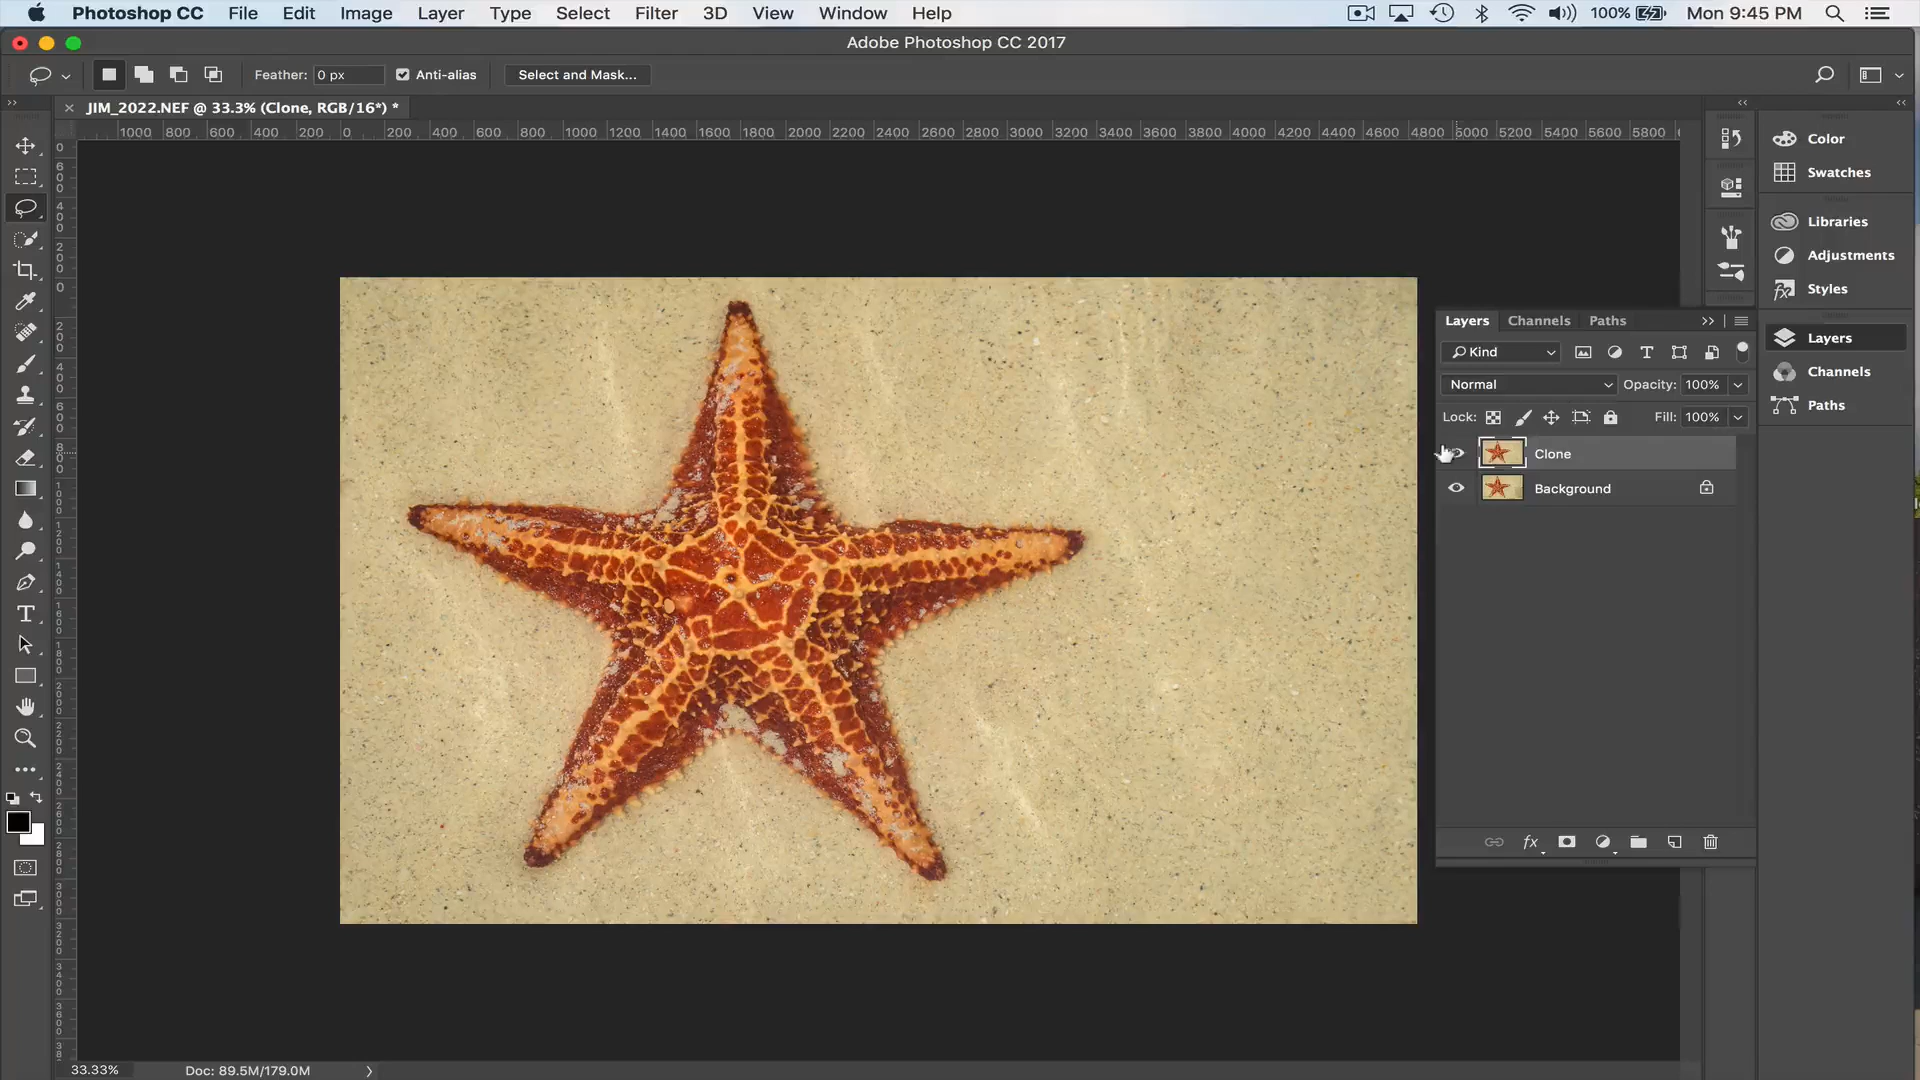 Photoshop CC File Edit Image Layer Type Select Filter 3D View Window Help 100% Mon 9:45 PM
Adobe Photoshop CC 2017
Feather: 0 px Anti-alias Select and Mask...
JIM_2022.NEF @ 33.3% (Clone, RGB/16*) *
1000 800 600 400 200 0 200 400 600 800 1000 1200 1400 1600 1800 2000 2200 2400 2600 2800 3000 3200 3400 3600 3800 4000 4200 4400 4600 4800 5000 5200 5400 5600 5800
Color
Swatches
Libraries
Adjustments
Styles
Layers
Channels
Paths
Layers Channels Paths
Kind
Normal Opacity: 100%
Lock: Fill: 100%
Clone
Background
33.33% Doc: 89.5M/179.0M